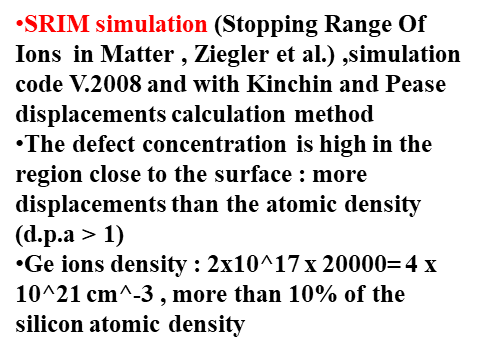 •SRIM simulation (Stopping Range Of
Ions in Matter , Ziegler et al.) ,simulation
code V.2008 and with Kinchin and Pease
displacements calculation method
•The defect concentration is high in the
region close to the surface : more
displacements than the atomic density
(d.p.a > 1)
•Ge ions density : 2x10^17 x 20000= 4 x
10^21 cm^-3 , more than 10% of the
silicon atomic density